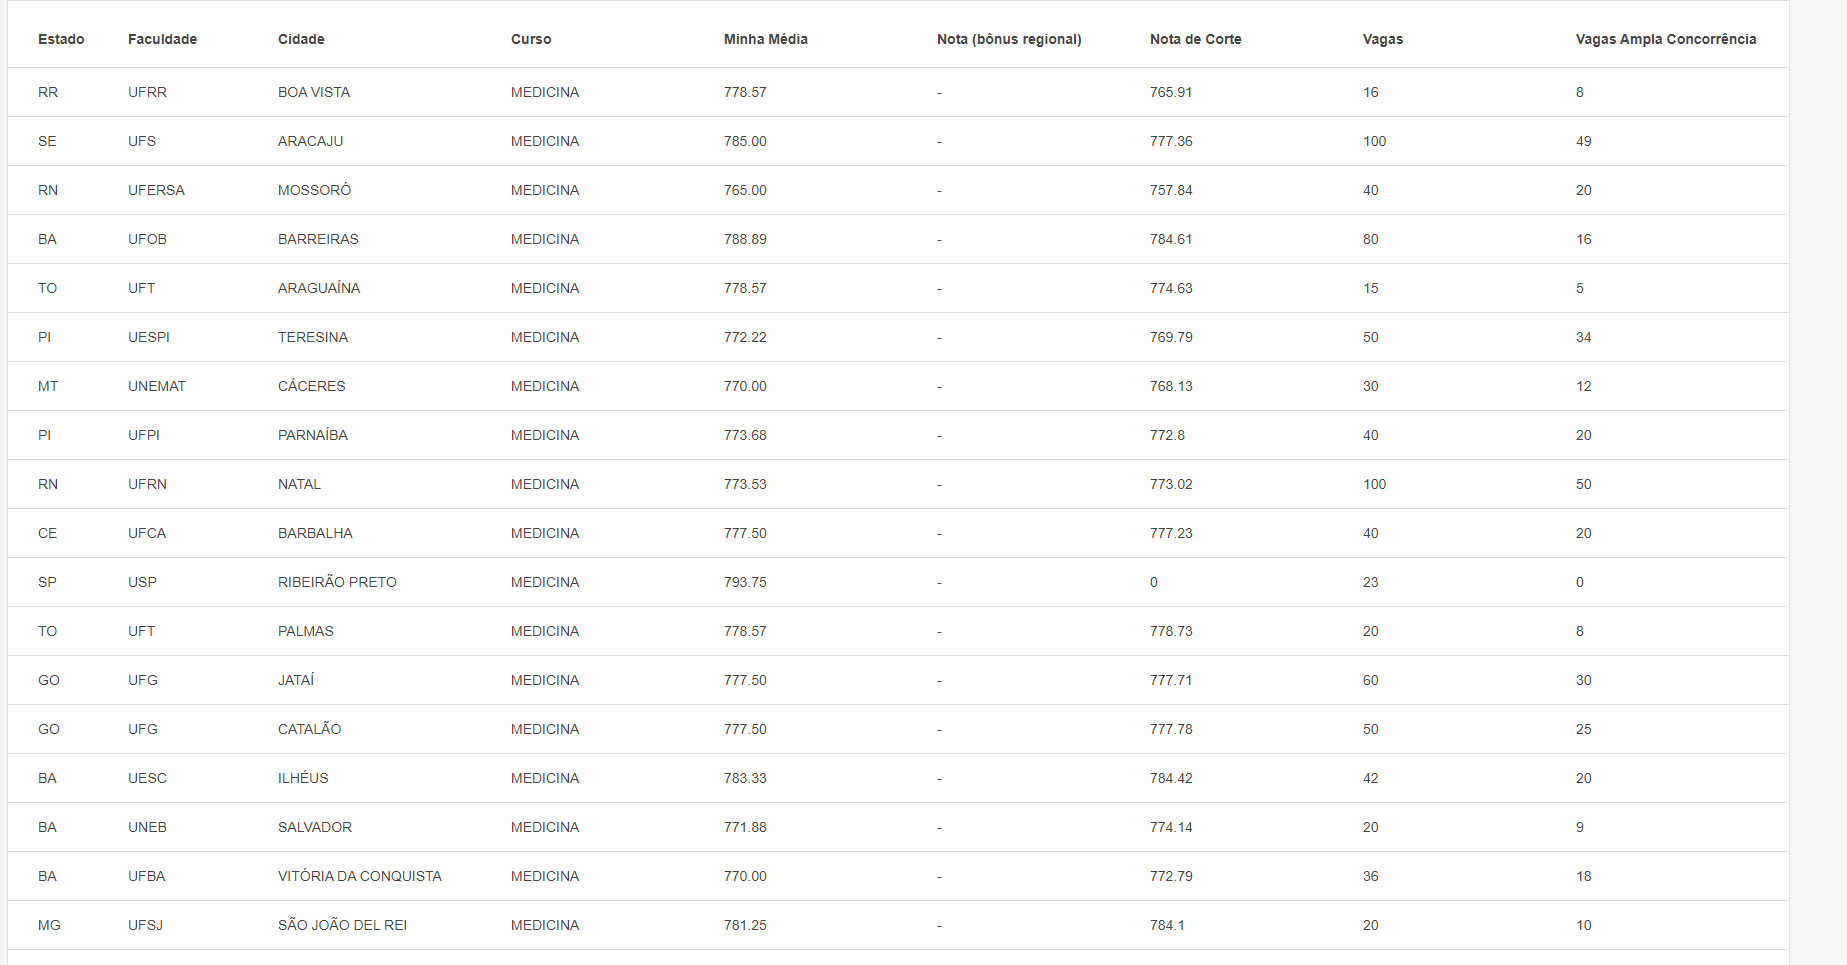 Estado Faculdade Cidade Curso Minha Média Nota (bônus regional) Nota de Corte Vagas Vagas Ampla Concorrência
RR UFRR BOA VISTA MEDICINA 778.57 - 765.91 16 8
SE UFS ARACAJU MEDICINA 785.00 - 777.36 100 49
RN UFERSA MOSSORÓ MEDICINA 765.00 - 757.84 40 20
BA UFOB BARREIRAS MEDICINA 788.89 - 784.61 80 16
TO UFT ARAGUAÍNA MEDICINA 778.57 - 774.63 15 5
PI UESPI TERESINA MEDICINA 772.22 - 769.79 50 34
MT UNEMAT CÁCERES MEDICINA 770.00 - 768.13 30 12
PI UFPI PARNAÍBA MEDICINA 773.68 - 772.8 40 20
RN UFRN NATAL MEDICINA 773.53 - 773.02 100 50
CE UFCA BARBALHA MEDICINA 777.50 - 777.23 40 20
SP USP RIBEIRÃO PRETO MEDICINA 793.75 - 0 23 0
TO UFT PALMAS MEDICINA 778.57 - 778.73 20 8
GO UFG JATAÍ MEDICINA 777.50 - 777.71 60 30
GO UFG CATALÃO MEDICINA 777.50 - 777.78 50 25
BA UESC ILHÉUS MEDICINA 783.33 - 784.42 42 20
BA UNEB SALVADOR MEDICINA 771.88 - 774.14 20 9
BA UFBA VITÓRIA DA CONQUISTA MEDICINA 770.00 - 772.79 36 18
MG UFSJ SÃO JOÃO DEL REI MEDICINA 781.25 - 784.1 20 10